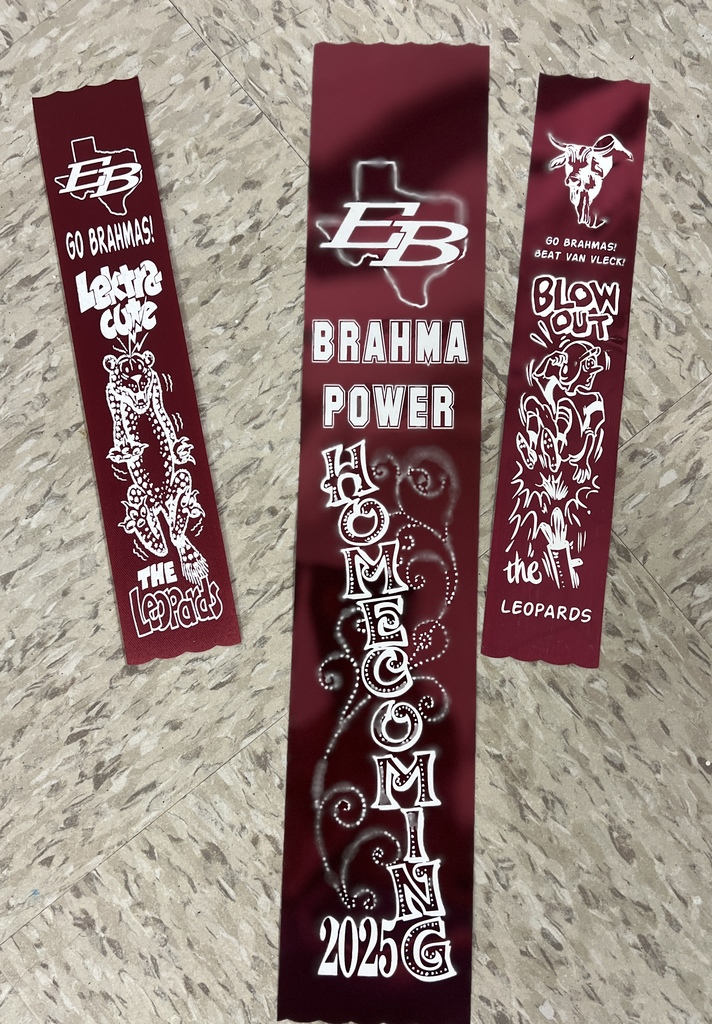 EB
GO BRAHMAS!
Lektra-
cute
THE
Leopards
EB
BRAHMA
POWER
HOMECOMING
2025
GO BRAHMAS!
BEAT VAN VLECK!
BLOW
OUT
the
LEOPARDS